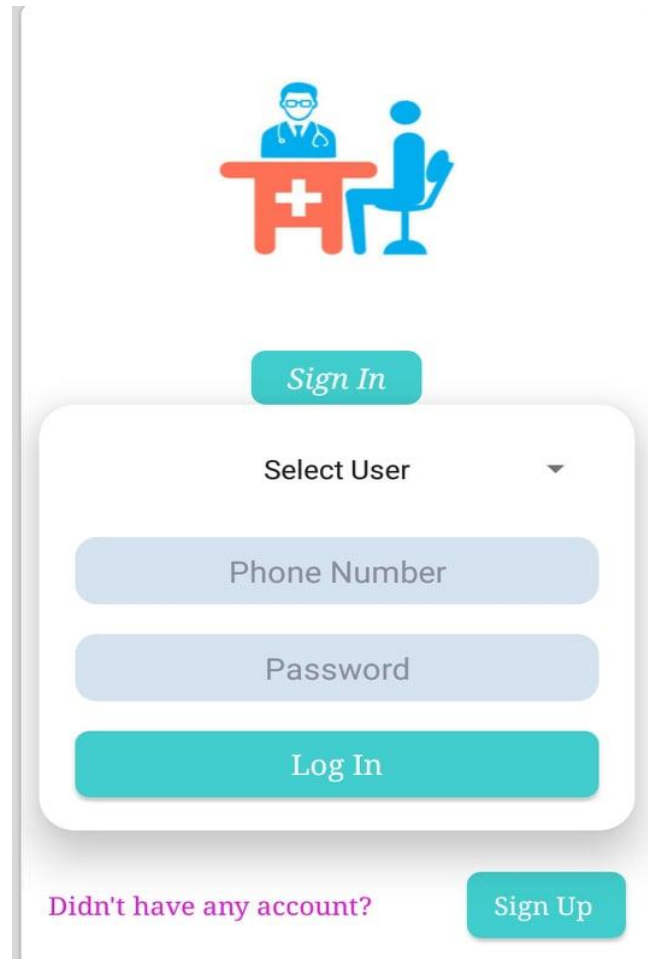 Sign In
Select User
Phone Number
Password
Log In
Didn't have any account? Sign Up